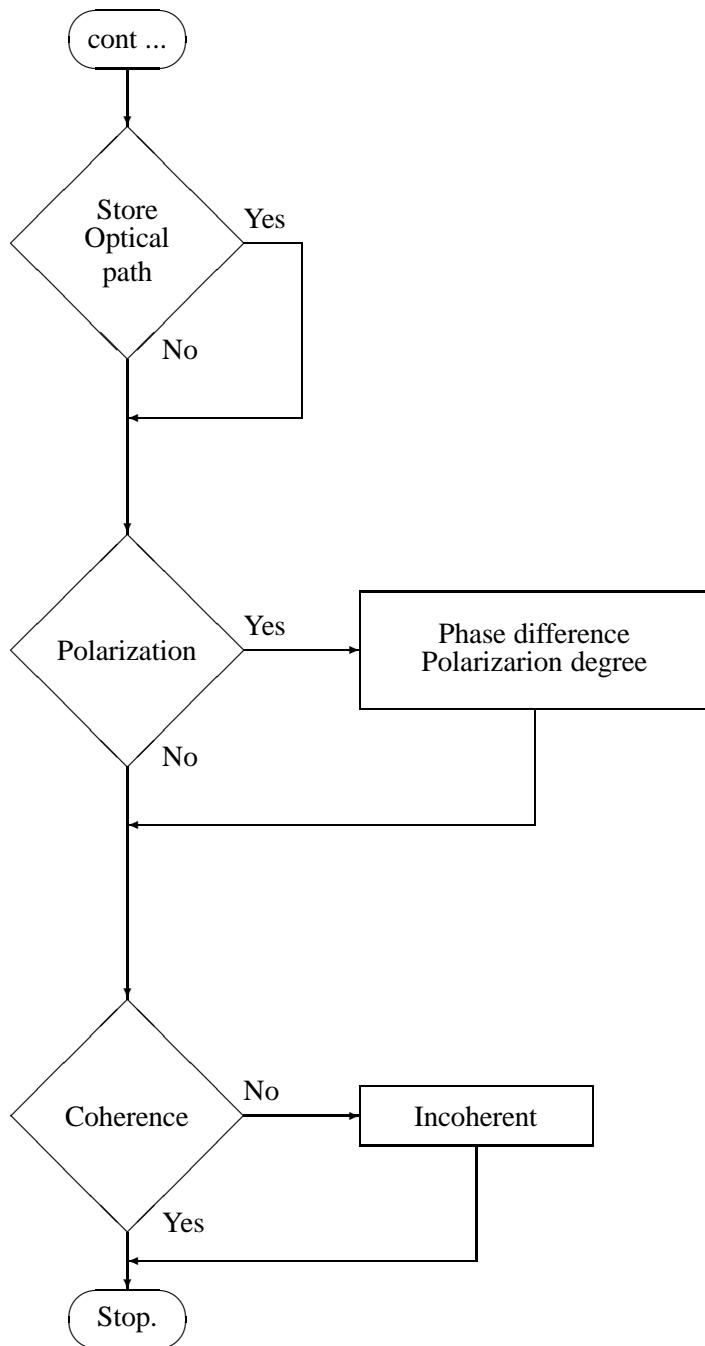 cont ...
Store
Optical
path
Yes
No
Polarization
Yes
Phase difference
Polarizarion degree
No
Coherence
No
Incoherent
Yes
Stop.